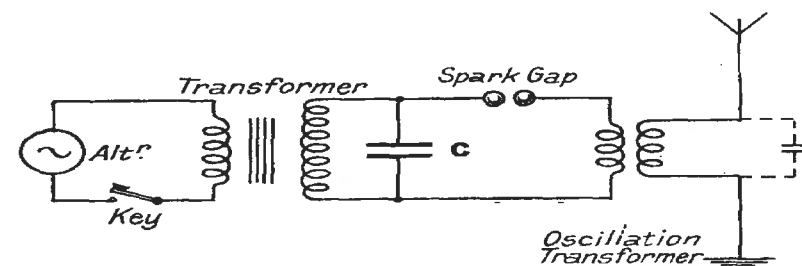 Transformer
Spark Gap
Alt.r
C
Key
Oscillation
Transformer